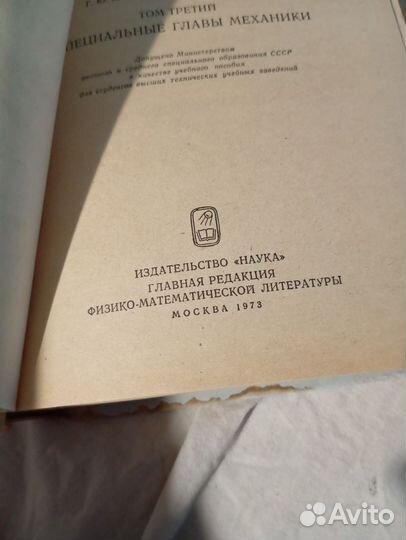 ТОМ ТРЕТИЙ
СПЕЦИАЛЬНЫЕ ГЛАВЫ МЕХАНИКИ
Допущено Министерством
высшего и среднего специального образования СССР
в качестве учебного пособия
для студентов высших технических учебных заведений
ИЗДАТЕЛЬСТВО «НАУКА»
ГЛАВНАЯ РЕДАКЦИЯ
ФИЗИКО-МАТЕМАТИЧЕСКОЙ ЛИТЕРАТУРЫ
МОСКВА 1973
Avito